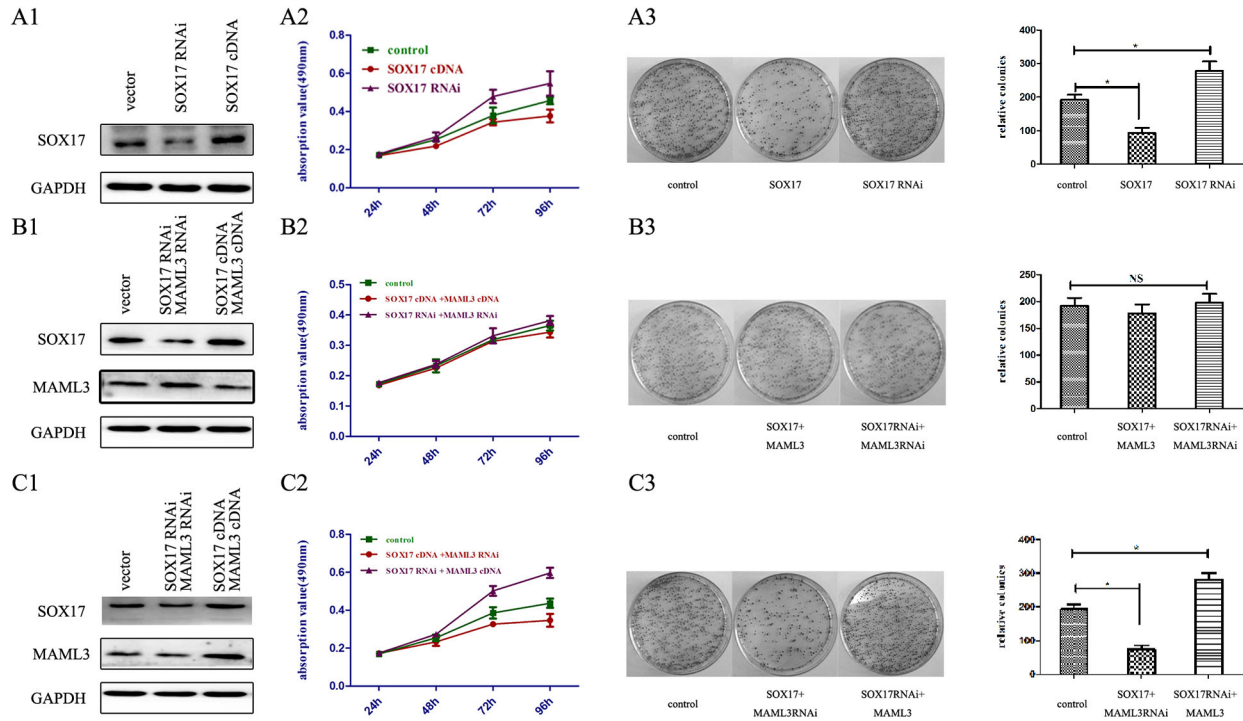 A1
vector
SOX17 RNAi
SOX17 cDNA
SOX17
GAPDH
A2
absorption value(490nm)
0.8
0.6
0.4
0.2
0.0
control
SOX17 cDNA
SOX17 RNAi
24h
48h
72h
96h
A3
control
SOX17
SOX17 RNAi
relative colonies
400
300
200
100
0
*
*
control
SOX17
SOX17 RNAi
B1
vector
SOX17 RNAi
MAML3 RNAi
SOX17 cDNA
MAML3 cDNA
SOX17
MAML3
GAPDH
B2
absorption value(490nm)
0.5
0.4
0.3
0.2
0.1
0.0
control
SOX17 cDNA +MAML3 cDNA
SOX17 RNAi +MAML3 RNAi
24h
48h
72h
96h
B3
control
SOX17+
MAML3
SOX17RNAi+
MAML3RNAi
relative colonies
250
200
150
100
50
0
NS
control
SOX17+
MAML3
SOX17RNAi+
MAML3RNAi
C1
vector
SOX17 RNAi
MAML3 RNAi
SOX17 cDNA
MAML3 cDNA
SOX17
MAML3
GAPDH
C2
absorption value(490nm)
0.8
0.6
0.4
0.2
0.0
control
SOX17 cDNA +MAML3 RNAi
SOX17 RNAi + MAML3 cDNA
24h
48h
72h
96h
C3
control
SOX17+
MAML3RNAi
SOX17RNAi+
MAML3
relative colonies
400
300
200
100
0
*
*
control
SOX17+
MAML3RNAi
SOX17RNAi+
MAML3